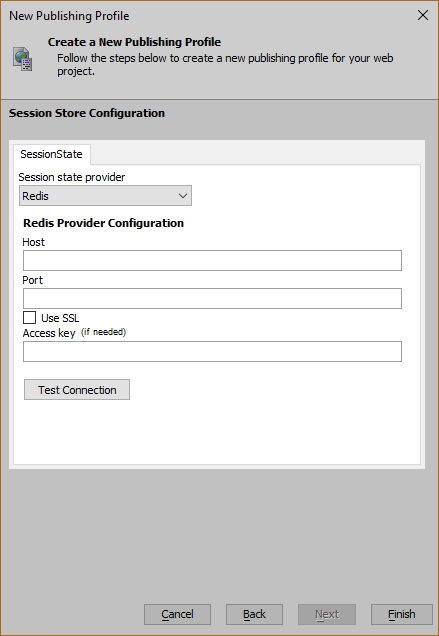 New Publishing Profile
Create a New Publishing Profile
Follow the steps below to create a new publishing profile for your web
project.
Session Store Configuration
SessionState
Session state provider
Redis
Redis Provider Configuration
Host
Port
Use SSL
Access key (if needed)
Test Connection
Cancel Back Next Finish